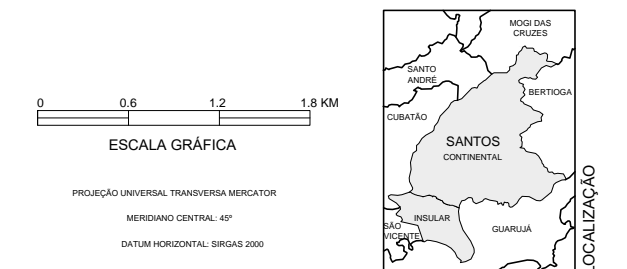 0 0.6 1.2 1.8 KM
ESCALA GRÁFICA
PROJEÇÃO UNIVERSAL TRANSVERSA MERCATOR
MERIDIANO CENTRAL: 45º
DATUM HORIZONTAL: SIRGAS 2000
MOGI DAS
CRUZES
SANTO
ANDRÉ
BERTIOGA
CUBATÃO
SANTOS
CONTINENTAL
INSULAR
SÃO
VICENTE
GUARUJÁ
LOCALIZAÇÃO